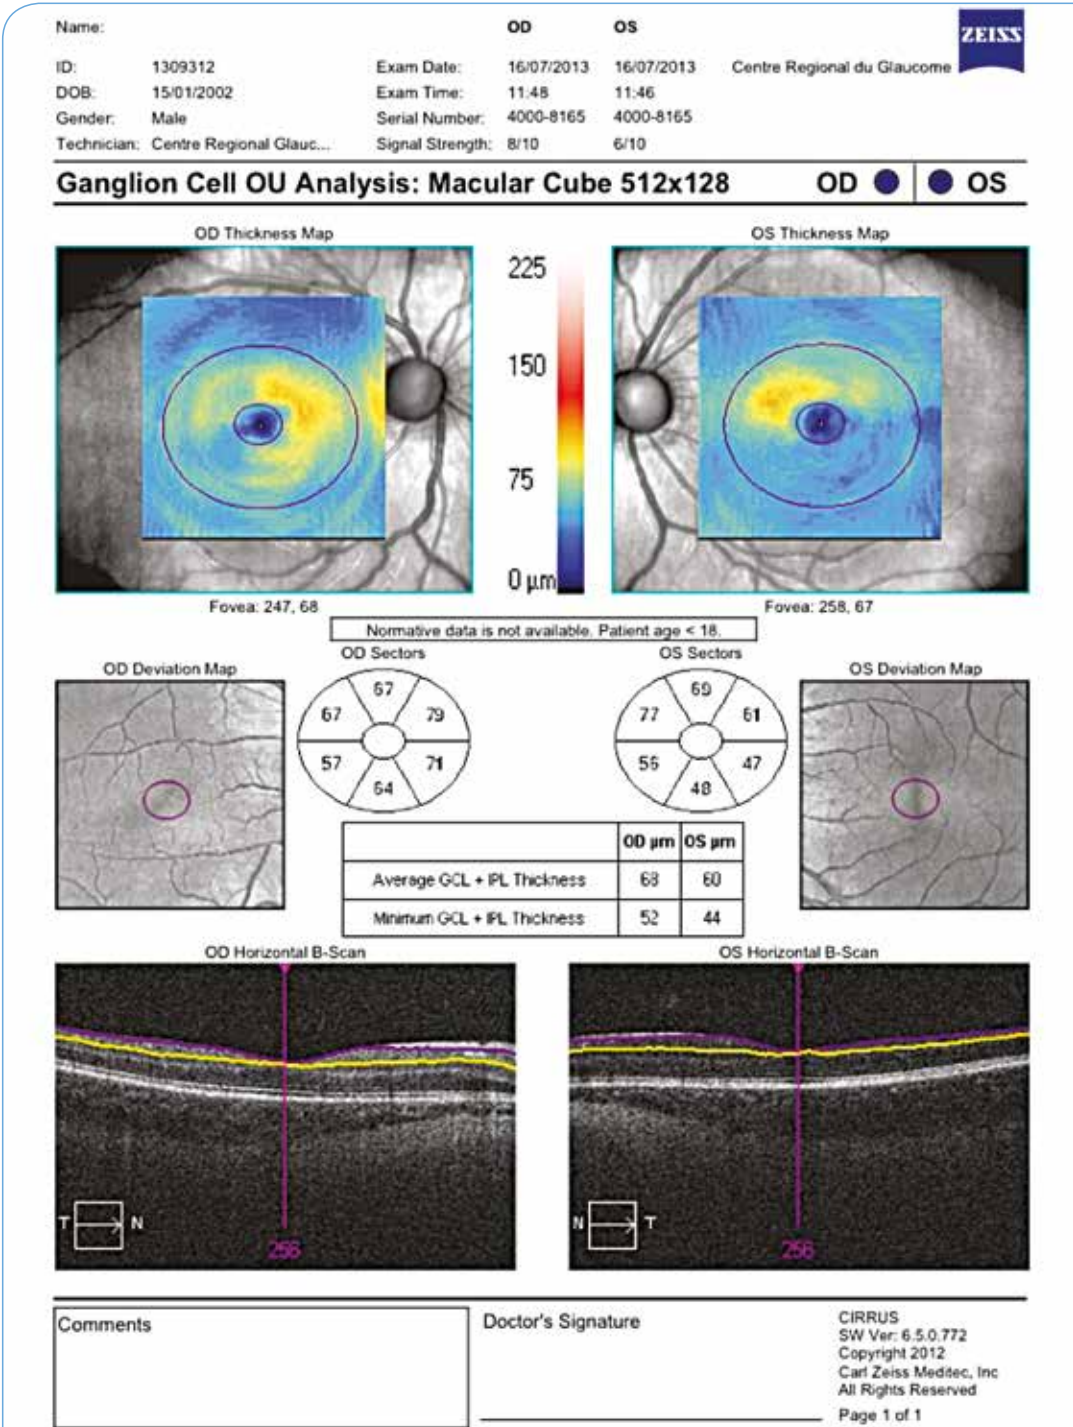 Name: OD OS
ZEISS
ID: 1309312 Exam Date: 16/07/2013 16/07/2013 Centre Regional du Glaucome
DOB: 15/01/2002 Exam Time: 11:48 11:46
Gender: Male Serial Number: 4000-8165 4000-8165
Technician: Centre Regional Glauc... Signal Strength: 8/10 6/10
Ganglion Cell OU Analysis: Macular Cube 512x128 OD OS
OD Thickness Map OS Thickness Map
225
150
75
0 µm
Fovea: 247, 68 Fovea: 258, 67
Normative data is not available. Patient age < 18.
OD Deviation Map OD Sectors OS Sectors OS Deviation Map
67 69
67 79 77 61
57 71 56 47
64 48
OD µm OS µm
Average GCL + IPL Thickness 68 60
Minimum GCL + IPL Thickness 52 44
OD Horizontal B-Scan OS Horizontal B-Scan
T N N T
256 256
Comments Doctor's Signature CIRRUS
SW Ver: 6.5.0.772
Copyright 2012
Carl Zeiss Meditec, Inc
All Rights Reserved
Page 1 of 1